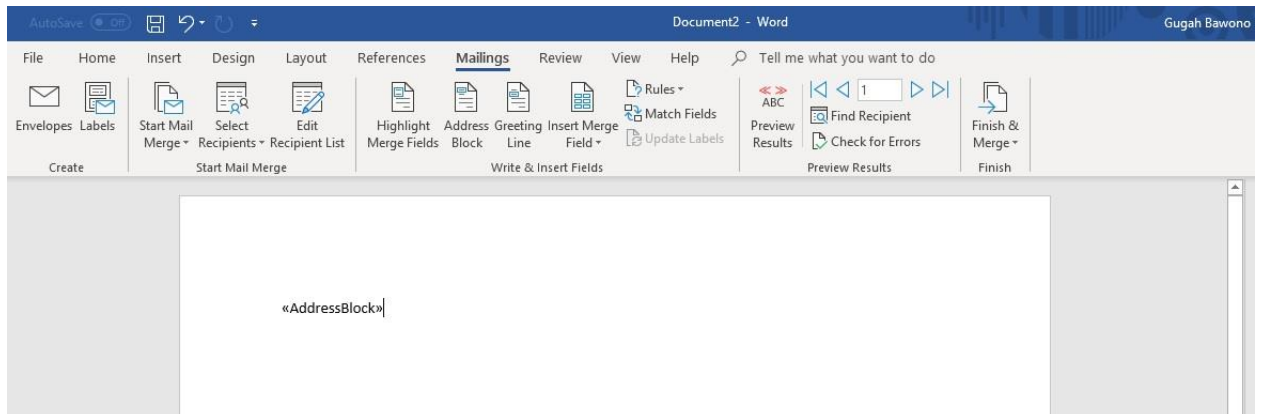 AutoSave Off Document2 - Word Gugah Bawono
File Home Insert Design Layout References Mailings Review View Help Tell me what you want to do
Envelopes Labels Start Mail Merge Select Recipients Edit Recipient List Highlight Merge Fields Address Block Greeting Line Insert Merge Field Rules Match Fields Update Labels ABC Preview Results 1 Find Recipient Check for Errors Finish & Merge
Create Start Mail Merge Write & Insert Fields Preview Results Finish
«AddressBlock»